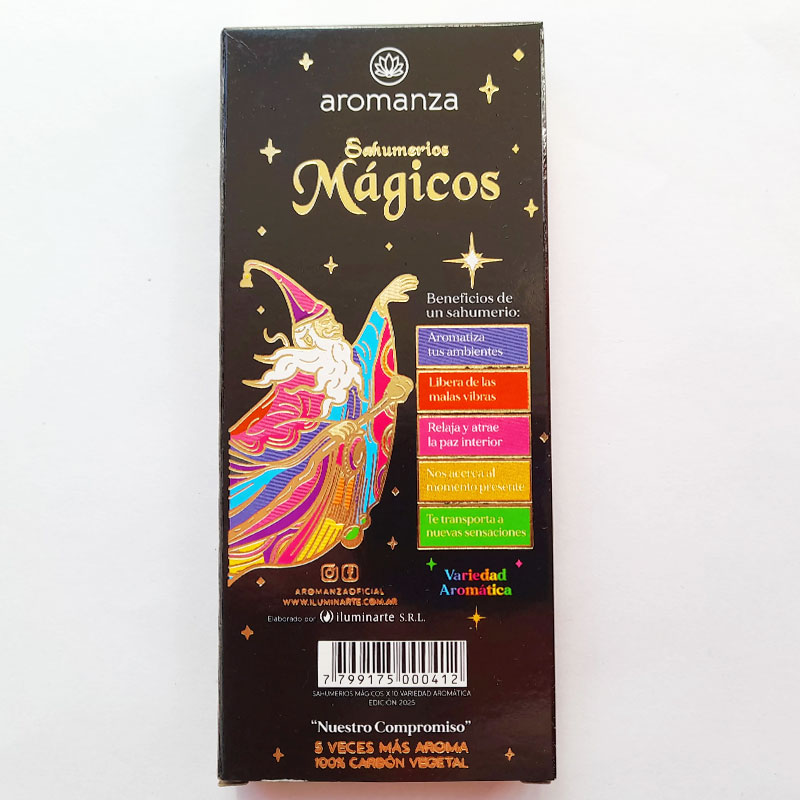 aromanza
Sahumerios
Mágicos
Beneficios de
un sahumerio:
Aromatiza
tus ambientes
Libera de las
malas vibras
Relaja y atrae
la paz interior
Nos acerca al
momento presente
Te transporta a
nuevas sensaciones
Variedad
Aromática
AROMANZAOFICIAL
WWW.ILUMINARTE.COM.AR
Elaborado por iluminarte S.R.L.
7 799175 000412
SAHUMERIOS MÁGICOS X 10 VARIEDAD AROMÁTICA
EDICIÓN 2025
“Nuestro Compromiso”
5 VECES MÁS AROMA
100% CARBÓN VEGETAL